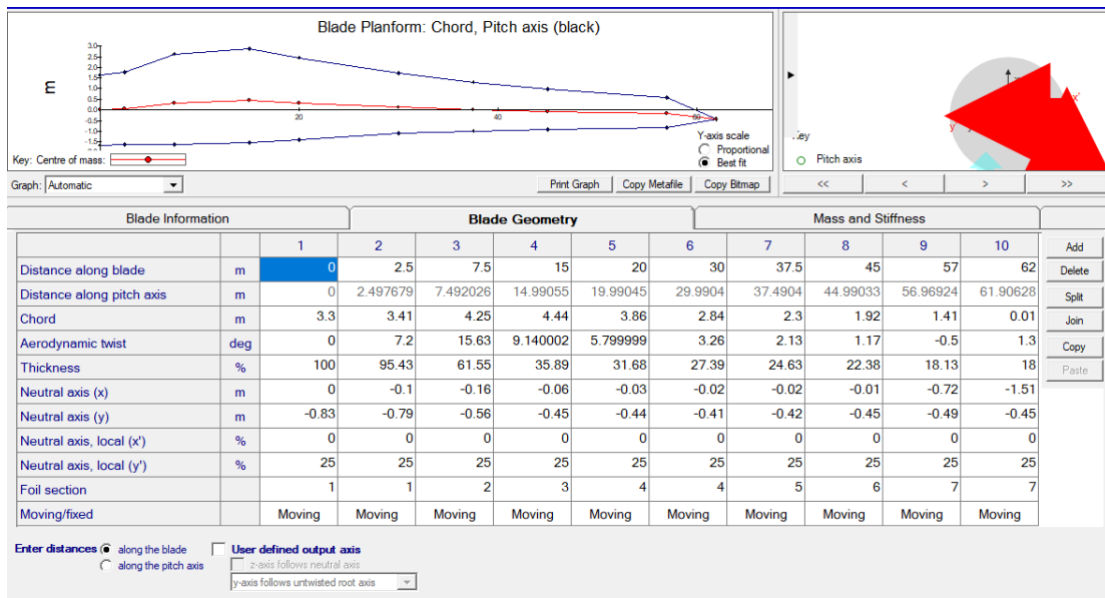 Blade Planform: Chord, Pitch axis (black)
m
3.0
2.5
2.0
1.5
1.0
0.5
0.0
-0.5
-1.0
-1.5
20
40
60
Y-axis scale
Proportional
Best fit
Key: Centre of mass:
x'
y
Pitch axis
Graph: Automatic
Print Graph Copy Metafile Copy Bitmap
<< < > >>
Blade Information Blade Geometry Mass and Stiffness
1 2 3 4 5 6 7 8 9 10 Add
Distance along blade m 0 2.5 7.5 15 20 30 37.5 45 57 62 Delete
Distance along pitch axis m 0 2.497679 7.492026 14.99055 19.99045 29.9904 37.4904 44.99033 56.96924 61.90628 Split
Chord m 3.3 3.41 4.25 4.44 3.86 2.84 2.3 1.92 1.41 0.01 Join
Aerodynamic twist deg 0 7.2 15.63 9.140002 5.799999 3.26 2.13 1.17 -0.5 1.3 Copy
Thickness % 100 95.43 61.55 35.89 31.68 27.39 24.63 22.38 18.13 18 Paste
Neutral axis (x) m 0 -0.1 -0.16 -0.06 -0.03 -0.02 -0.02 -0.01 -0.72 -1.51
Neutral axis (y) m -0.83 -0.79 -0.56 -0.45 -0.44 -0.41 -0.42 -0.45 -0.49 -0.45
Neutral axis, local (x') % 0 0 0 0 0 0 0 0 0 0
Neutral axis, local (y') % 25 25 25 25 25 25 25 25 25 25
Foil section 1 1 2 3 4 4 5 6 7 7
Moving/fixed Moving Moving Moving Moving Moving Moving Moving Moving Moving Moving
Enter distances along the blade User defined output axis
along the pitch axis z-axis follows neutral axis
y-axis follows untwisted root axis